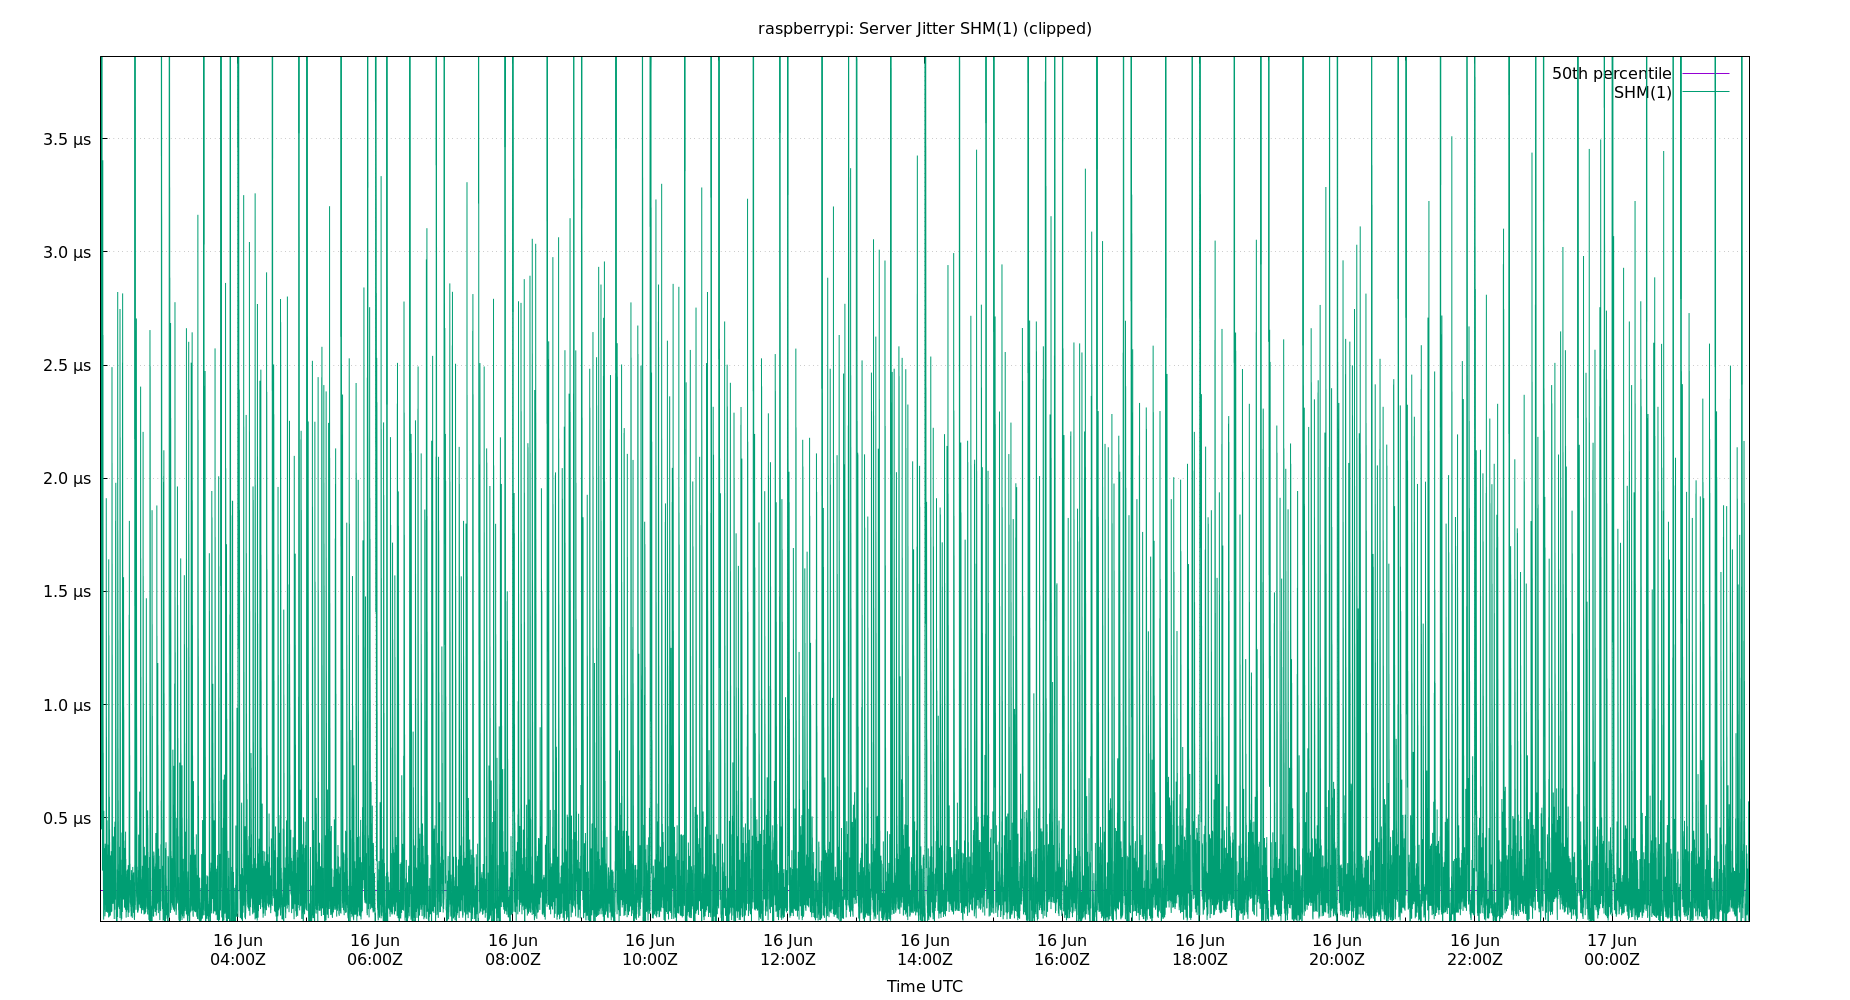 raspberrypi: Server Jitter SHM(1) (clipped)
50th percentile
SHM(1)
3.5 µs
3.0 µs
2.5 µs
2.0 µs
1.5 µs
1.0 µs
0.5 µs
16 Jun 16 Jun 16 Jun 16 Jun 16 Jun 16 Jun 16 Jun 16 Jun 16 Jun 16 Jun 17 Jun
04:00Z 06:00Z 08:00Z 10:00Z 12:00Z 14:00Z 16:00Z 18:00Z 20:00Z 22:00Z 00:00Z
Time UTC